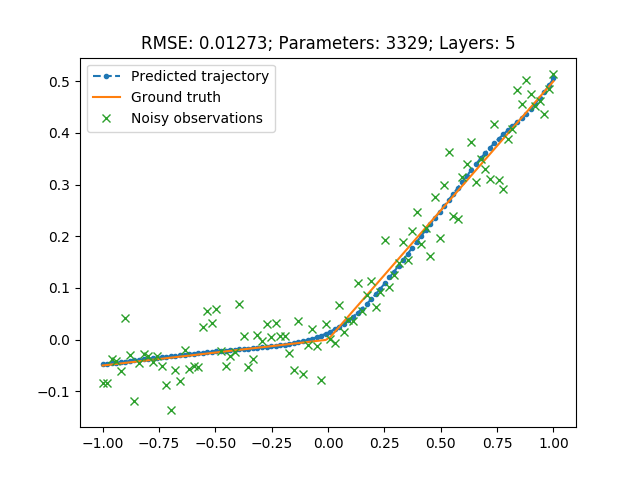 RMSE: 0.01273; Parameters: 3329; Layers: 5
Predicted trajectory
Ground truth
Noisy observations
0.5
0.4
0.3
0.2
0.1
0.0
−0.1
−1.00 −0.75 −0.50 −0.25 0.00 0.25 0.50 0.75 1.00